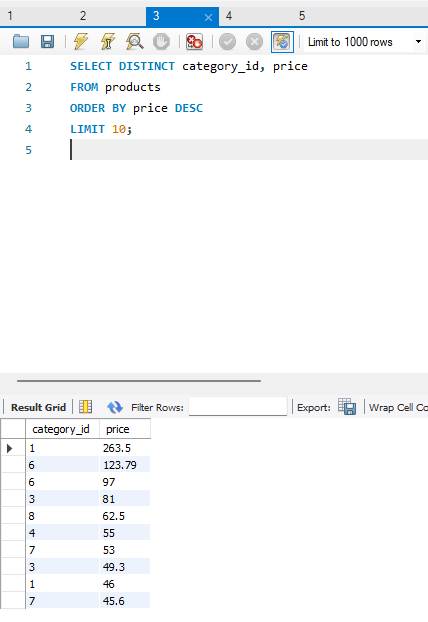 1 2 3 4 5
Limit to 1000 rows
1 SELECT DISTINCT category_id, price
2 FROM products
3 ORDER BY price DESC
4 LIMIT 10;
5
Result Grid Filter Rows: Export: Wrap Cell Co
category_id price
1 263.5
6 123.79
6 97
3 81
8 62.5
4 55
7 53
3 49.3
1 46
7 45.6